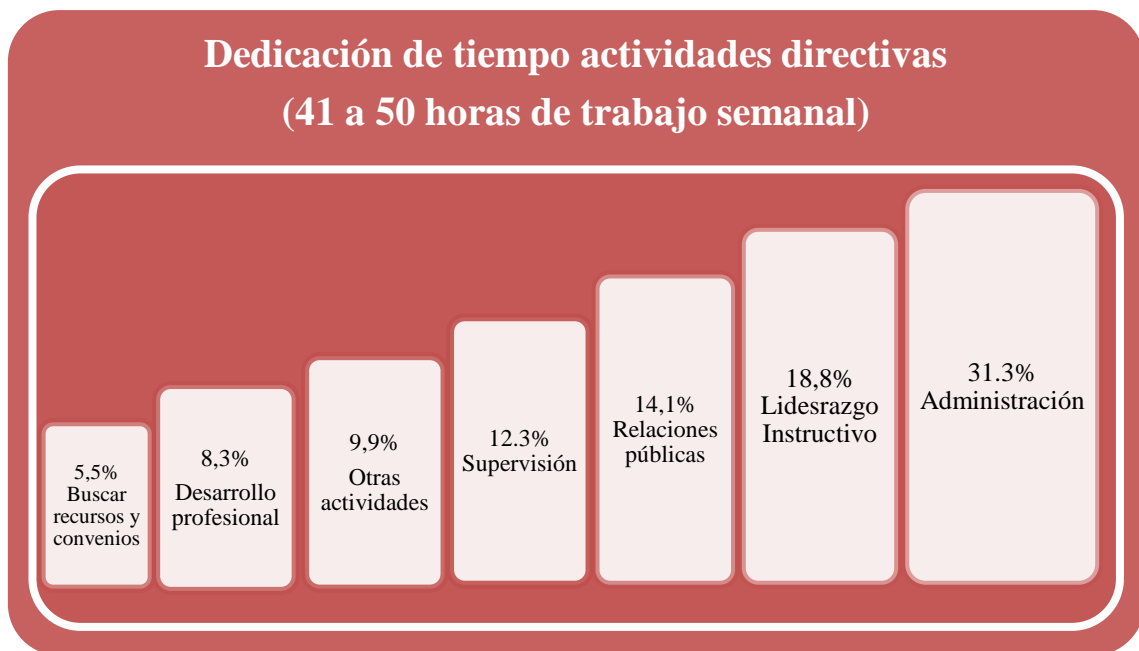 Dedicación de tiempo actividades directivas
(41 a 50 horas de trabajo semanal)
5,5%
Buscar
recursos y
convenios
8,3%
Desarrollo
profesional
9,9%
Otras
actividades
12.3%
Supervisión
14,1%
Relaciones
públicas
18,8%
Lidesrazgo
Instructivo
31.3%
Administración